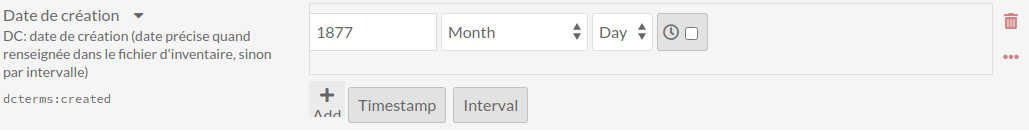 Date de création
DC: date de création (date précise quand
renseignée dans le fichier d'inventaire, sinon
par intervalle)
dcterms:created
1877 Month Day
Add Timestamp Interval